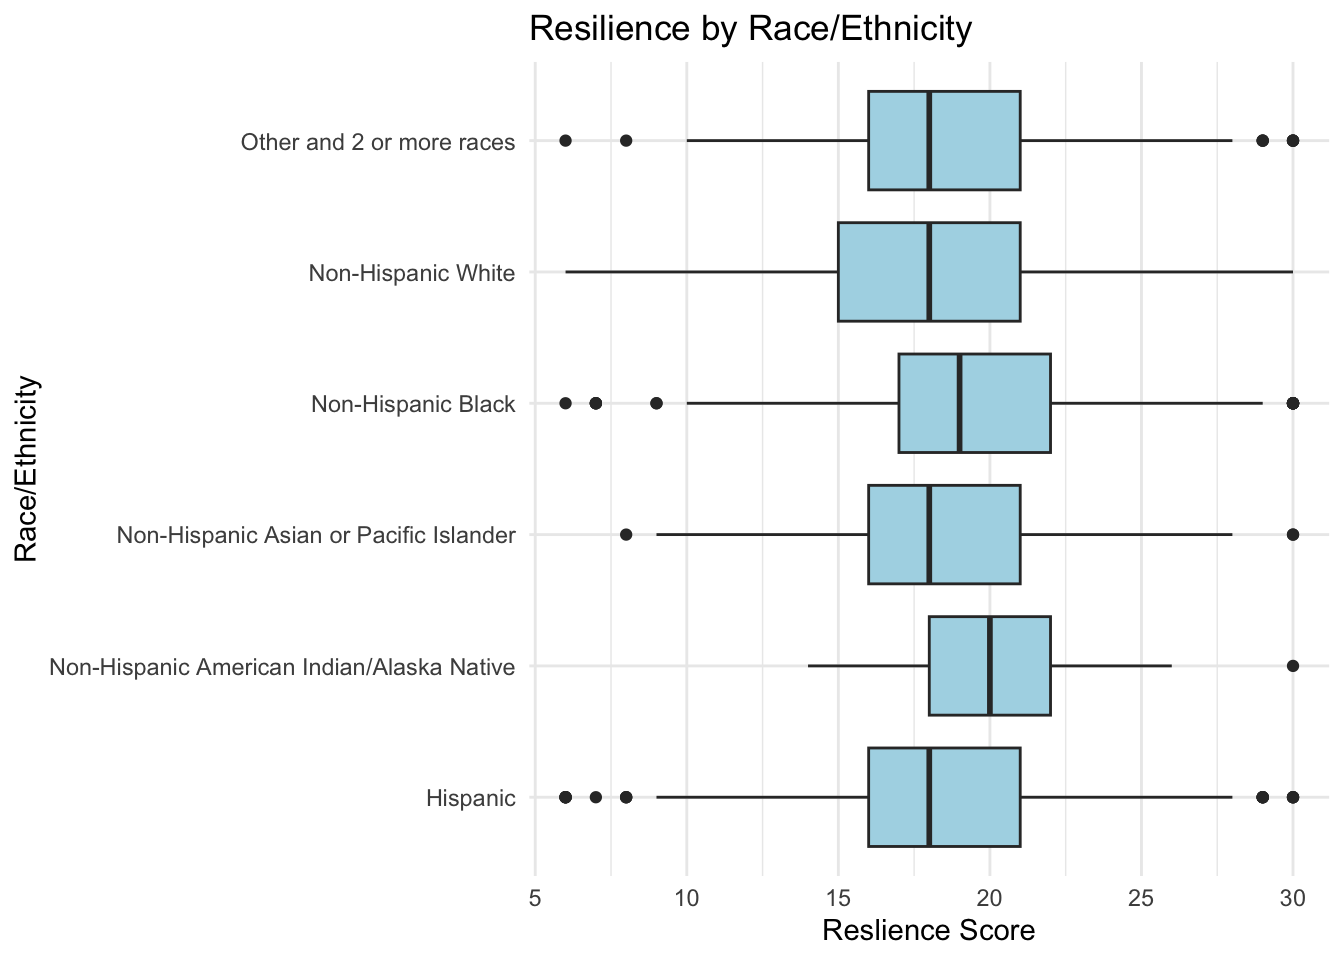 Resilience by Race/Ethnicity
Other and 2 or more races
Non-Hispanic White
Non-Hispanic Black
Non-Hispanic Asian or Pacific Islander
Non-Hispanic American Indian/Alaska Native
Hispanic
Race/Ethnicity
5 10 15 20 25 30
Reslience Score